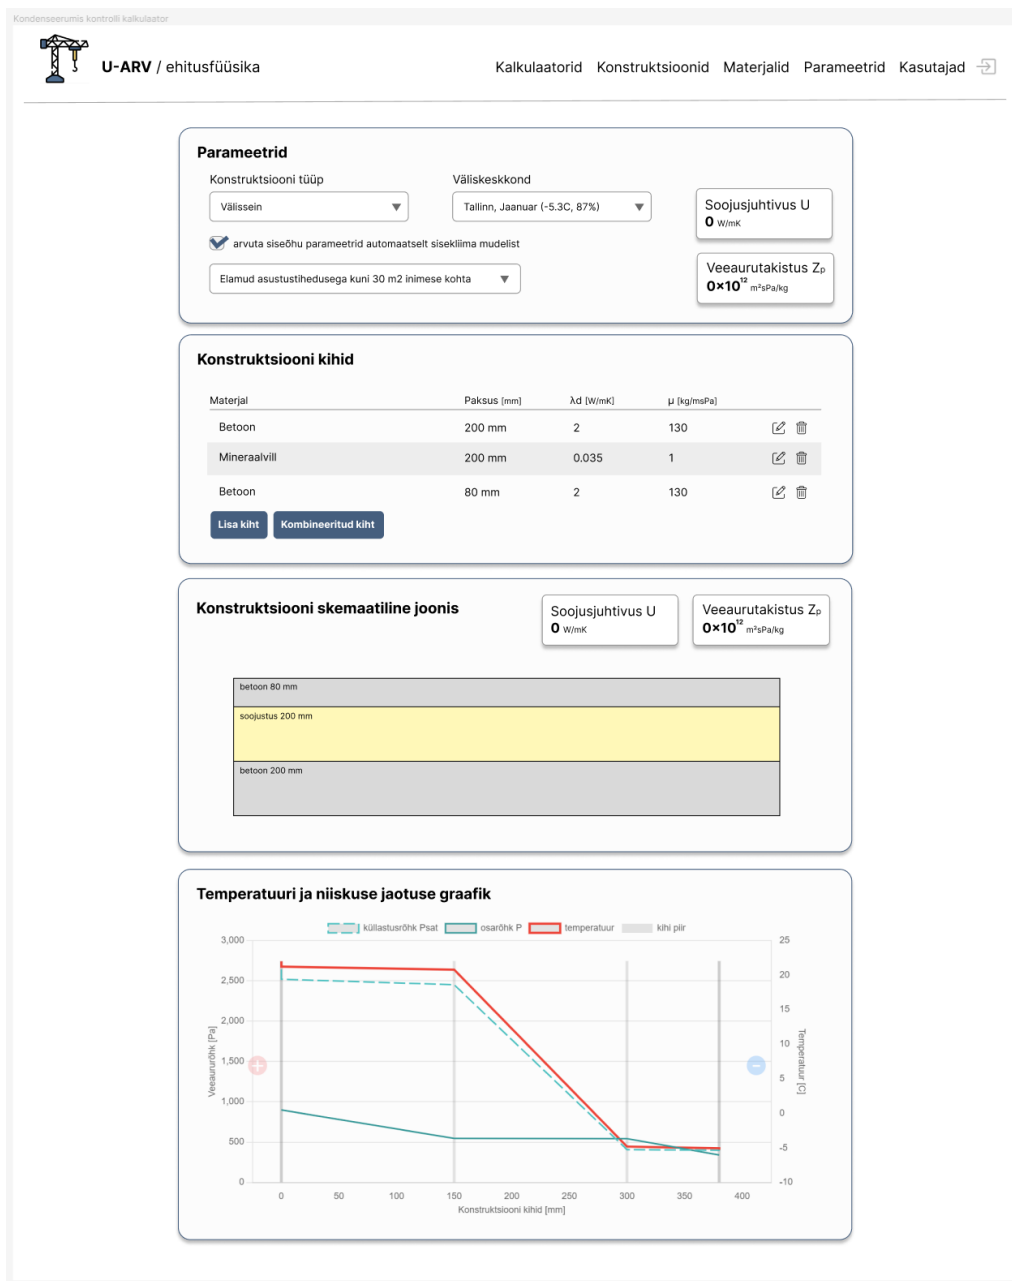 Kondenseerumis kontrolli kalkulaator
U-ARV / ehitusfüüsika
Kalkulaatorid Konstruktsioonid Materjalid Parameetrid Kasutajad
Parameetrid
Konstruktsiooni tüüp
Väliskeskkond
Välissein
Tallinn, Jaanuar (-5.3C, 87%)
arvuta siseõhu parameetrid automaatselt sisekliima mudelist
Elamud asustustihedusega kuni 30 m2 inimese kohta
Soojusjuhtivus U
0 W/mK
Veeaurutakistus Zₚ
0×10¹² m²sPa/kg
Konstruktsiooni kihid
Materjal Paksus [mm] λd [W/mK] μ [kg/msPa]
Betoon 200 mm 2 130
Mineraalvill 200 mm 0.035 1
Betoon 80 mm 2 130
Lisa kiht Kombineeritud kiht
Konstruktsiooni skemaatiline joonis
Soojusjuhtivus U
0 W/mK
Veeaurutakistus Zₚ
0×10¹² m²sPa/kg
betoon 80 mm
soojustus 200 mm
betoon 200 mm
Temperatuuri ja niiskuse jaotuse graafik
küllastusrõhk Psat osarõhk P temperatuur kihi piir
3,000
2,500
2,000
1,500
1,000
500
0
Veeaururõhk [Pa]
+
−
25
20
15
10
5
0
-5
-10
Temperatuur [C]
0 50 100 150 200 250 300 350 400
Konstruktsiooni kihid [mm]